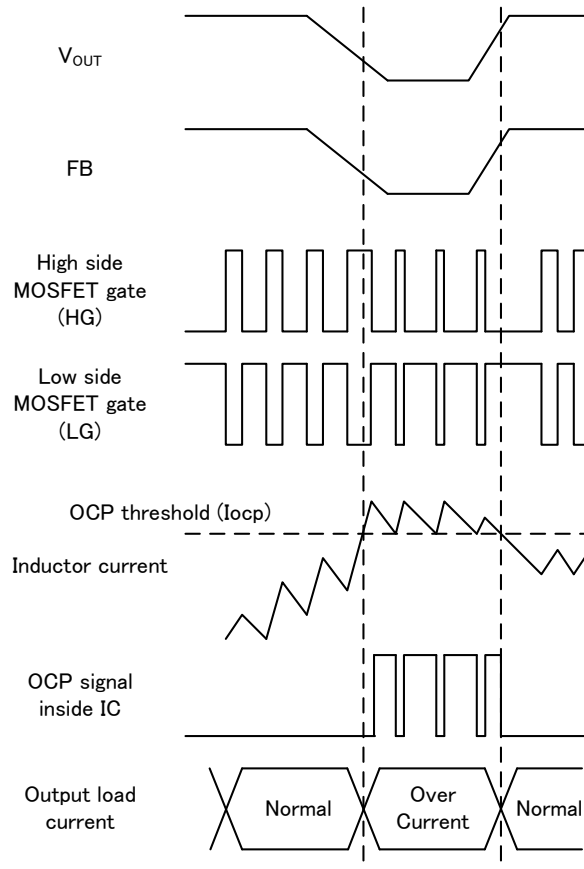 VOUT
FB
High side
MOSFET gate
(HG)
Low side
MOSFET gate
(LG)
OCP threshold (Iocp)
Inductor current
OCP signal
inside IC
Output load
current
Normal
Over
Current
Normal